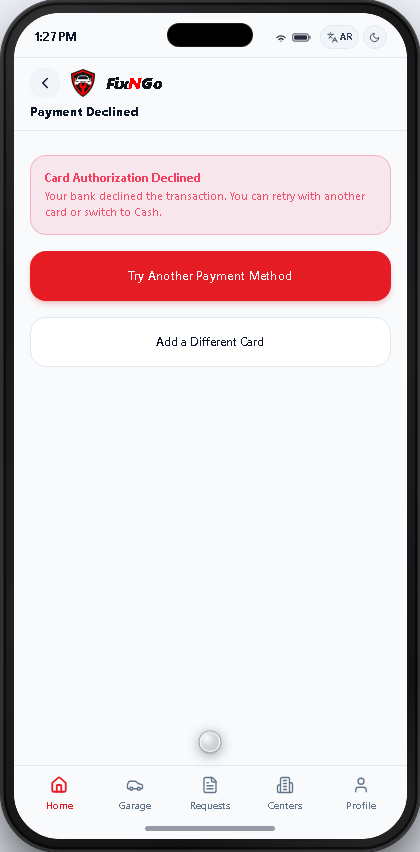 1:27 PM
AR
FixNGo
Payment Declined
Card Authorization Declined
Your bank declined the transaction. You can retry with another
card or switch to Cash.
Try Another Payment Method
Add a Different Card
Home
Garage
Requests
Centers
Profile